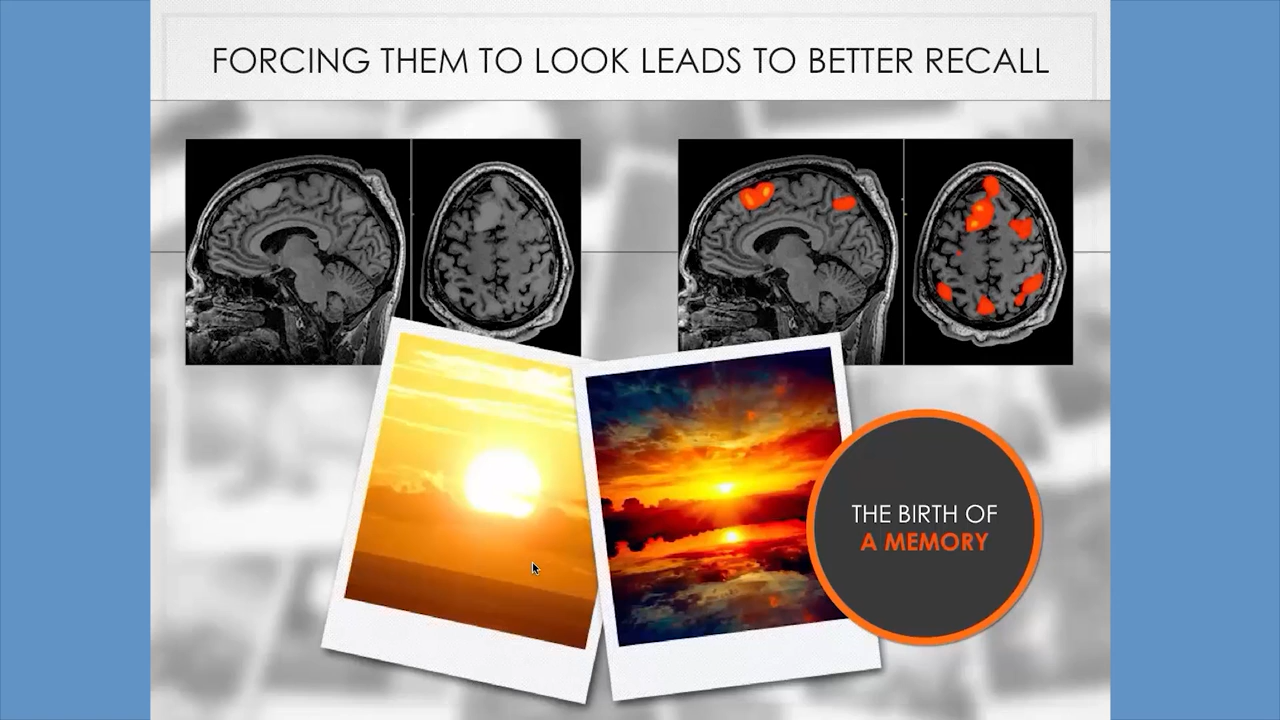 FORCING THEM TO LOOK LEADS TO BETTER RECALL
THE BIRTH OF
A MEMORY